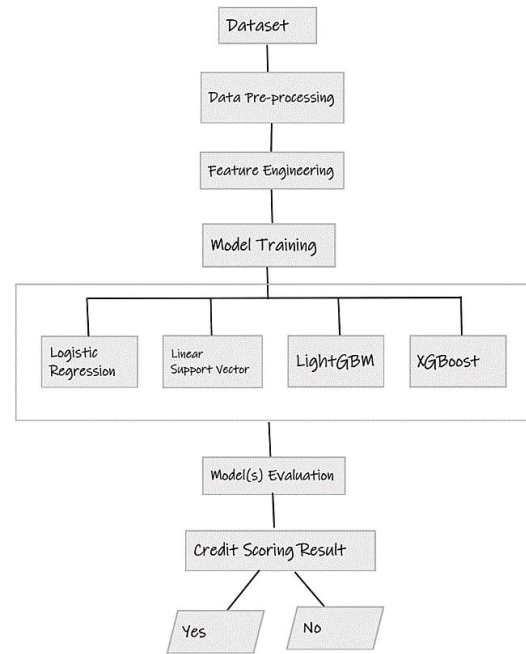 Dataset
Data Pre-processing
Feature Engineering
Model Training
Logistic
Regression
Linear
Support Vector
LightGBM
XGBoost
Model(s) Evaluation
Credit Scoring Result
Yes
No